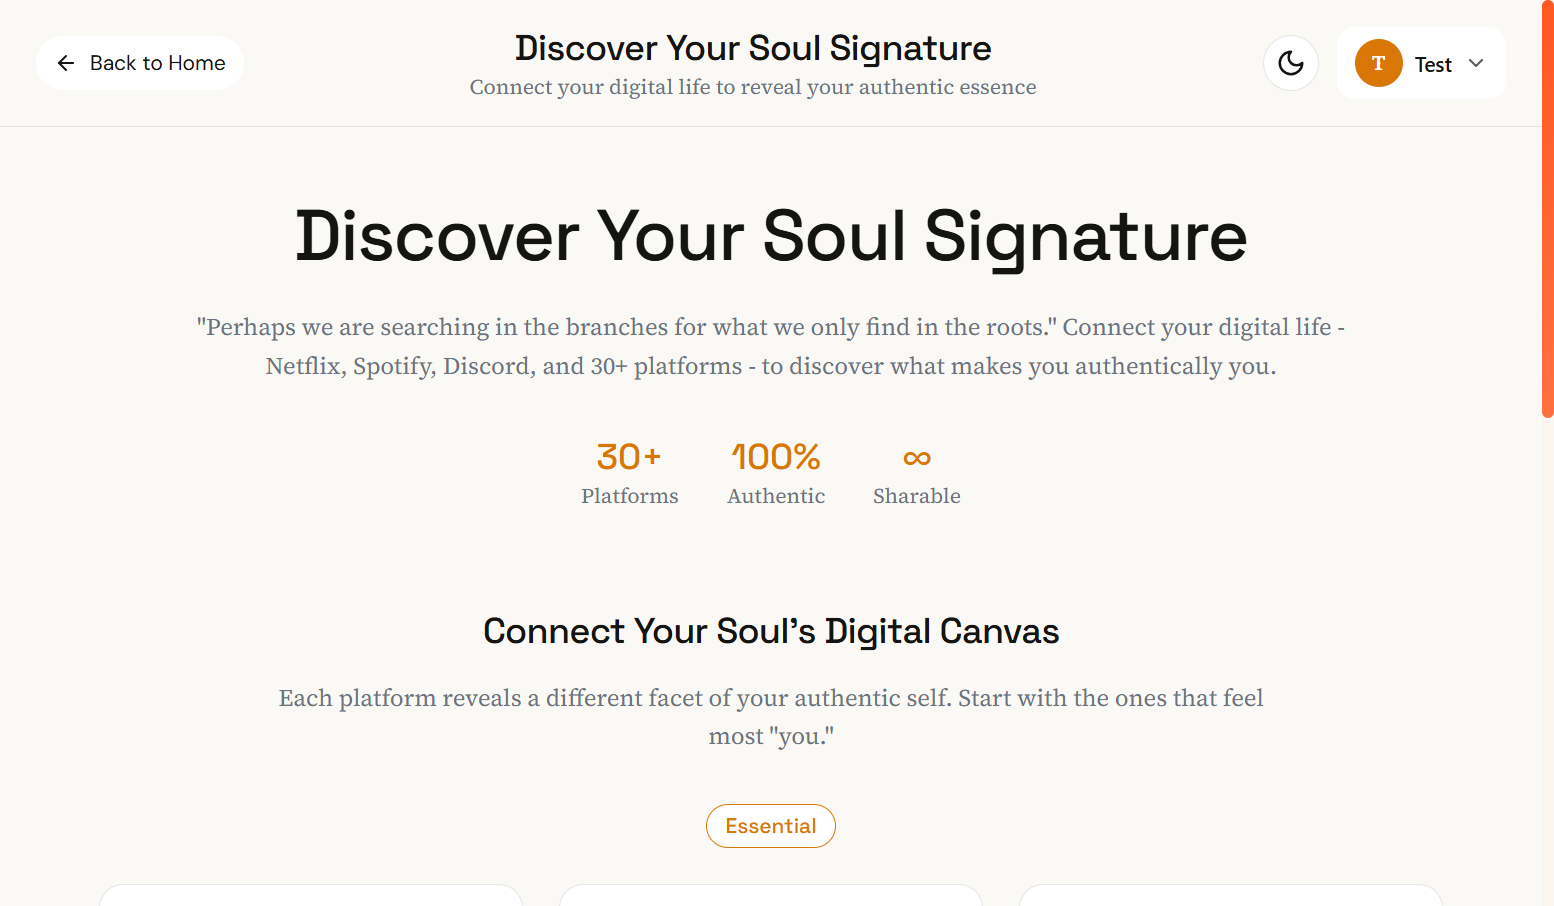 Back to Home
Discover Your Soul Signature
Connect your digital life to reveal your authentic essence
T
Test
Discover Your Soul Signature
"Perhaps we are searching in the branches for what we only find in the roots." Connect your digital life -
Netflix, Spotify, Discord, and 30+ platforms - to discover what makes you authentically you.
30+
Platforms
100%
Authentic
∞
Sharable
Connect Your Soul's Digital Canvas
Each platform reveals a different facet of your authentic self. Start with the ones that feel
most "you."
Essential